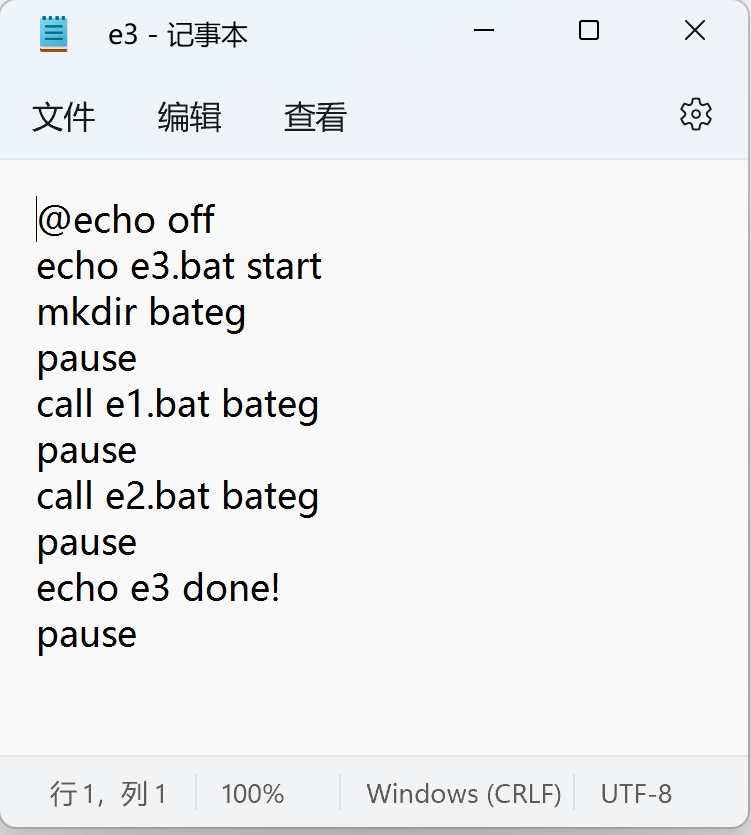 e3 - 记事本
文件 编辑 查看
@echo off
echo e3.bat start
mkdir bateg
pause
call e1.bat bateg
pause
call e2.bat bateg
pause
echo e3 done!
pause
行 1，列 1 100% Windows (CRLF) UTF-8